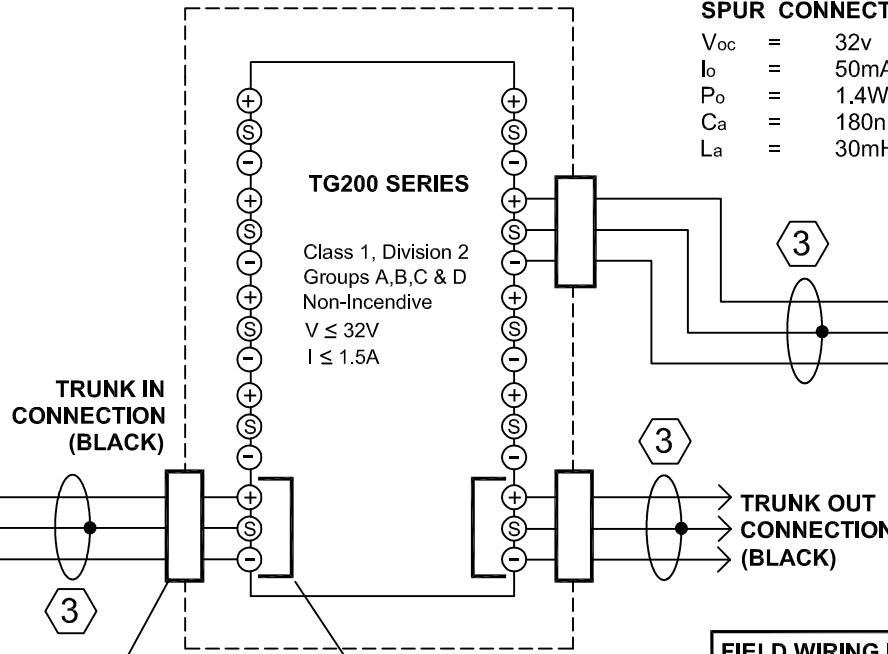 SPUR CONNECT
Voc = 32v
Io = 50mA
Po = 1.4W
Ca = 180n
La = 30mH
+
S
-
+
S
-
+
S
-
+
S
-
+
S
-
+
S
-
+
S
-
+
S
-
+
S
-
+
S
-
TG200 SERIES
Class 1, Division 2
Groups A,B,C & D
Non-Incendive
V ≤ 32V
I ≤ 1.5A
3
TRUNK IN
CONNECTION
(BLACK)
3
3
TRUNK OUT
CONNECTION
(BLACK)
FIELD WIRING